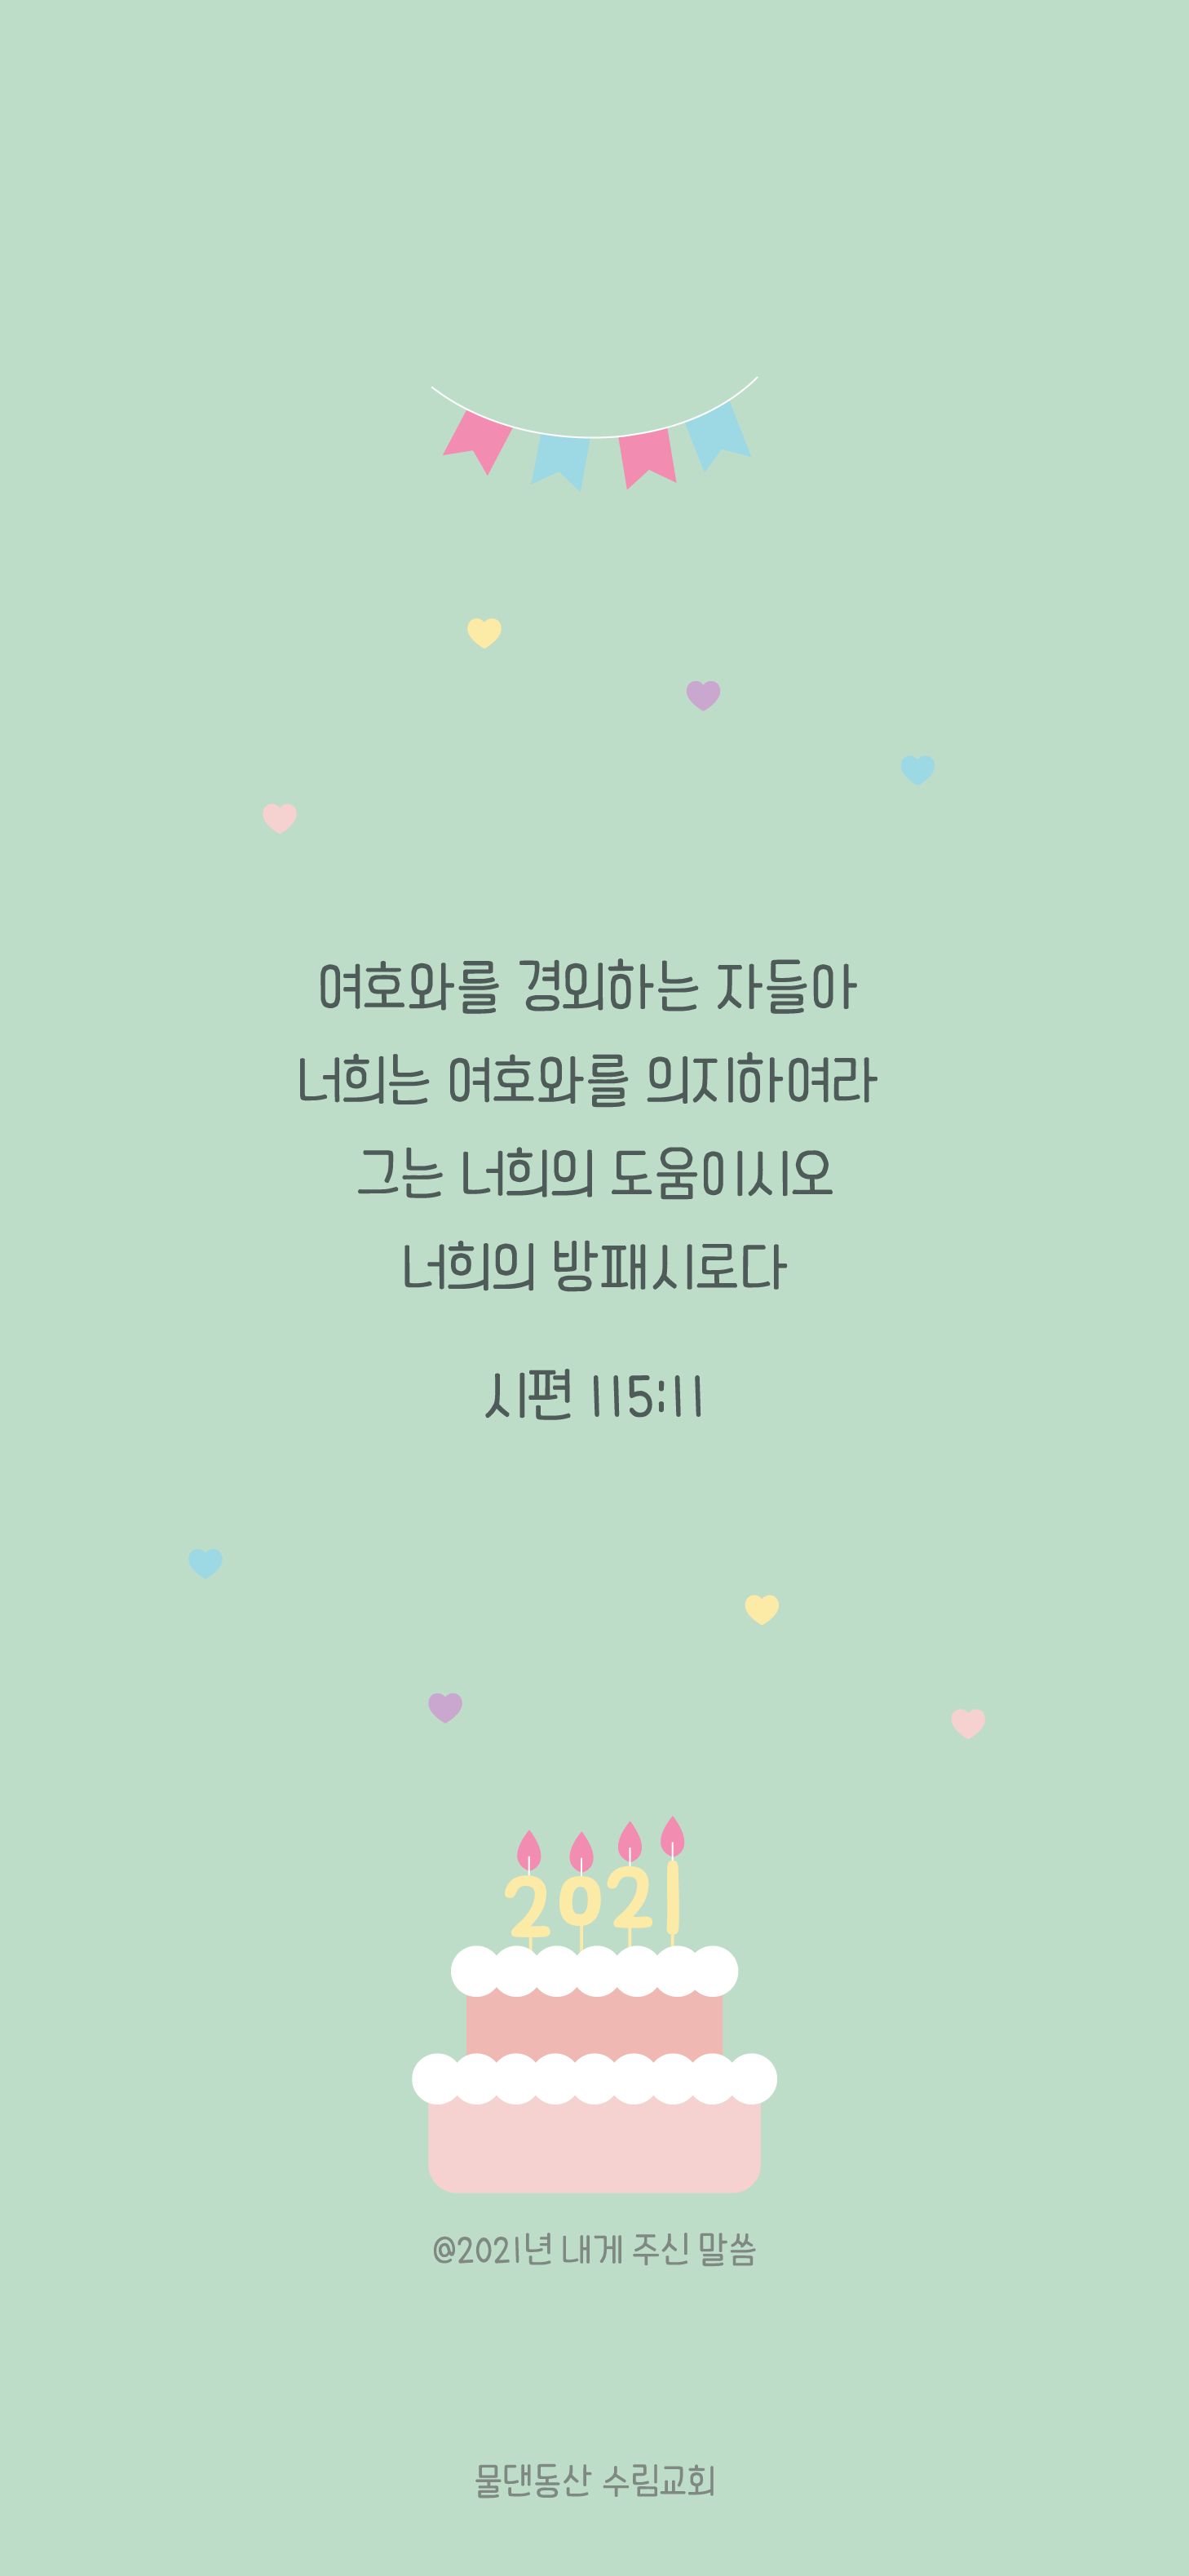 여호와를 경외하는 자들아
너희는 여호와를 의지하여라
그는 너희의 도움이시오
너희의 방패시로다
시편 115:11
2021
@2021년 내게 주신 말씀
물댄동산 수림교회